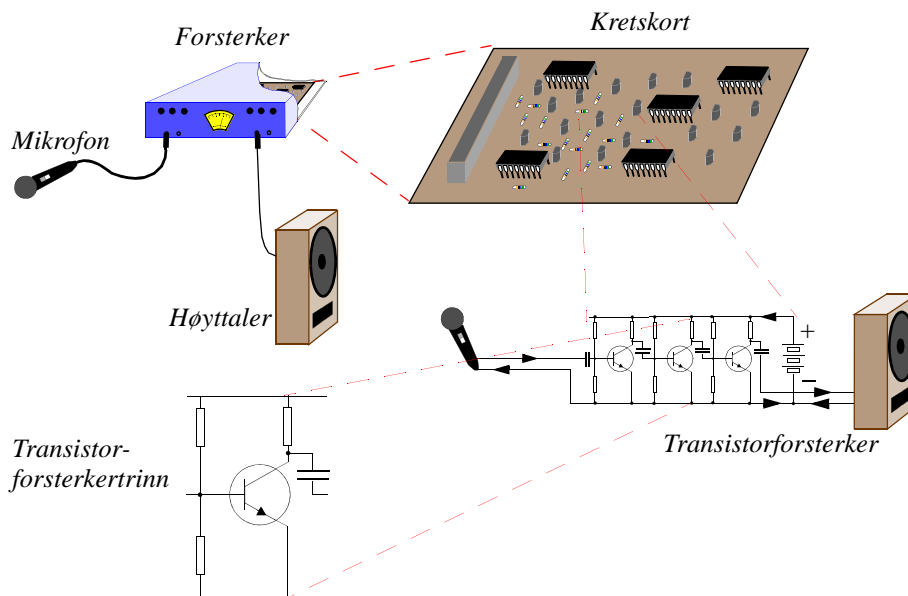 Forsterker
Kretskort
Mikrofon
Høyttaler
+
–
Transistorforsterker
Transistor-
forsterkertrinn